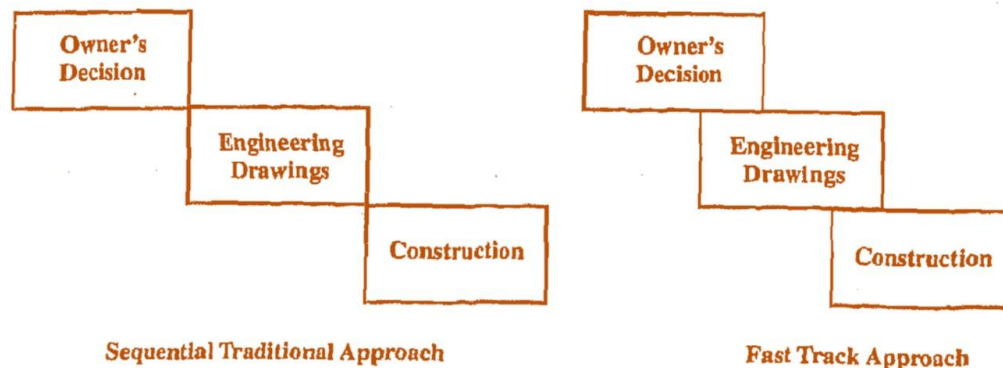 Owner's
Decision
Engineering
Drawings
Construction
Sequential Traditional Approach
Owner's
Decision
Engineering
Drawings
Construction
Fast Track Approach